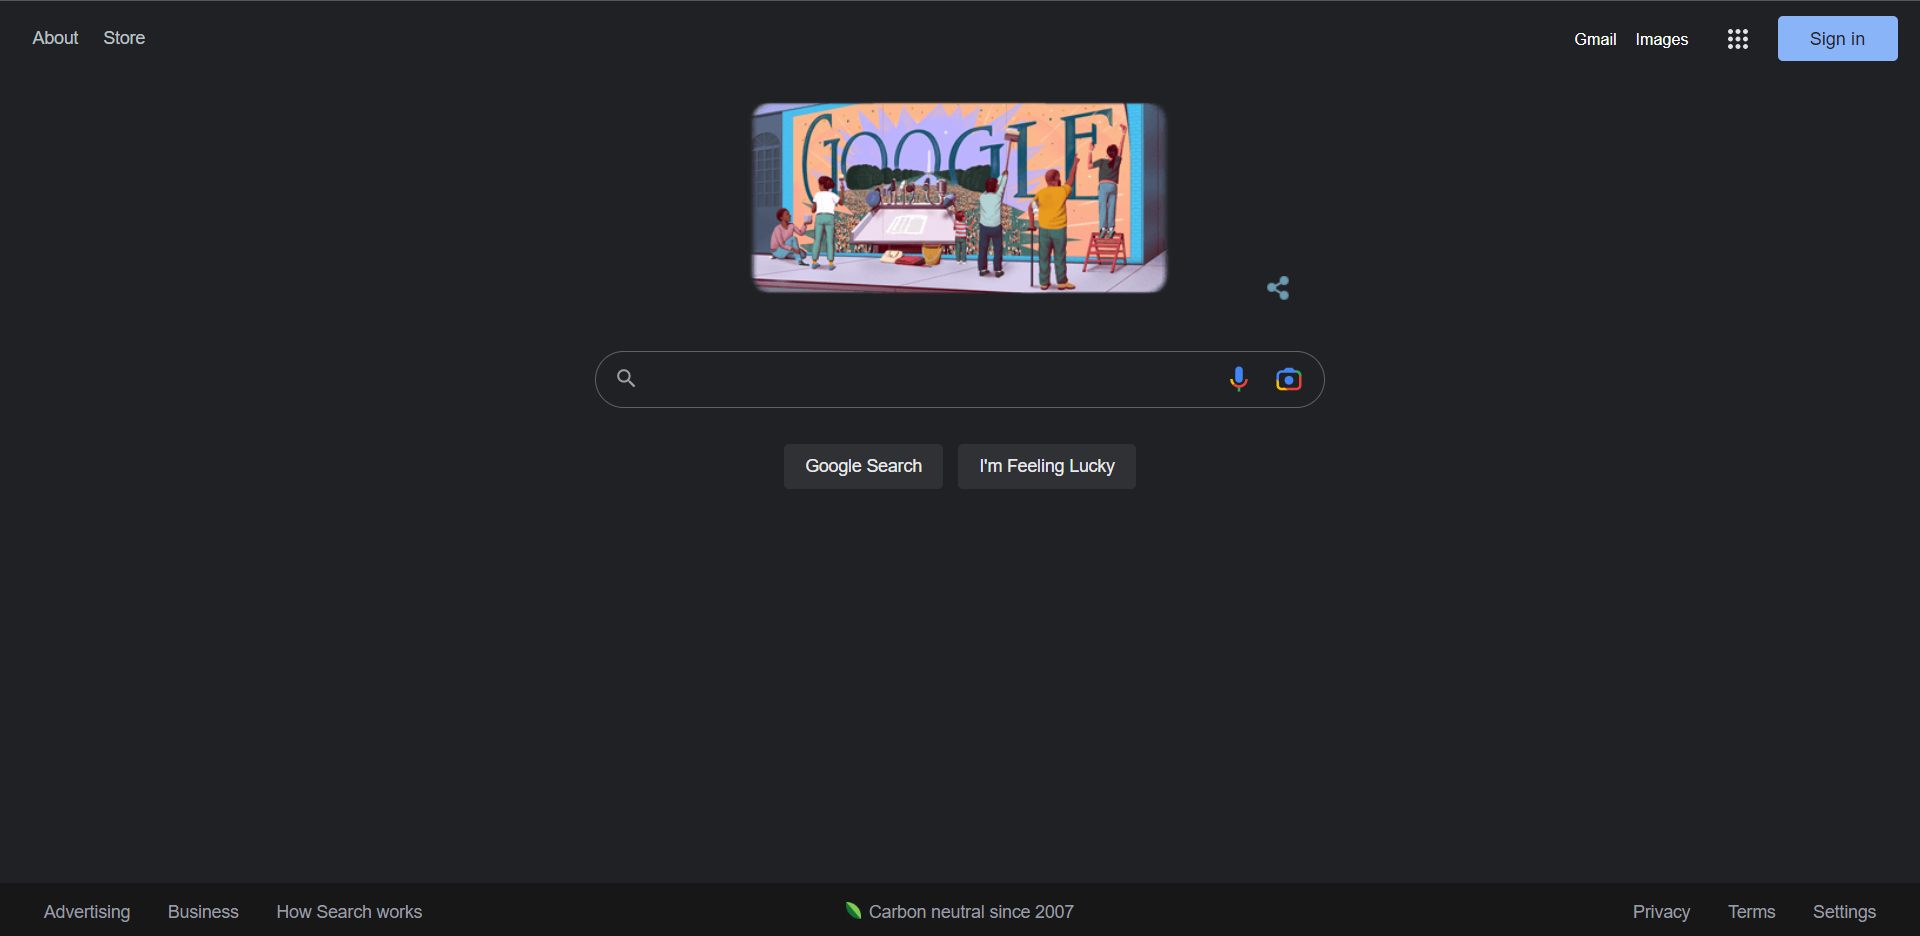 About Store
Gmail Images Sign in
GOOGLE
Google Search I'm Feeling Lucky
Advertising Business How Search works
Carbon neutral since 2007
Privacy Terms Settings